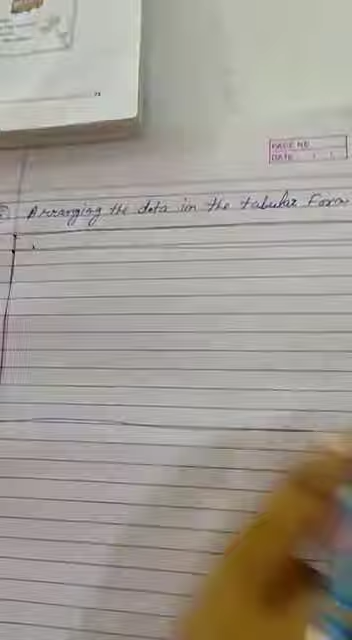 PAGE NO.
DATE
Arranging the data in the tabular Form